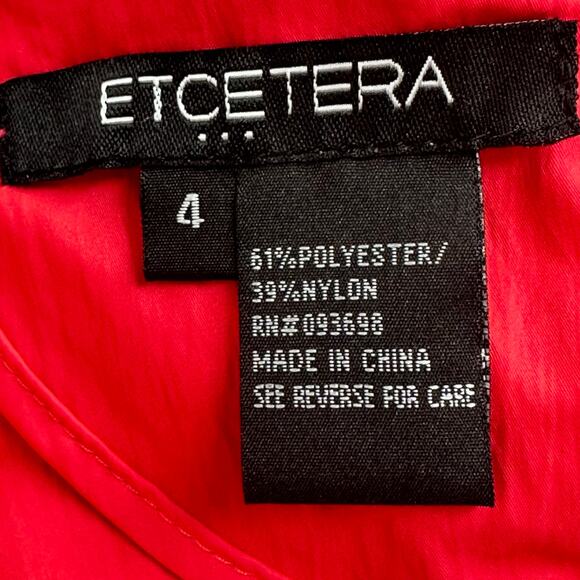 ETCETERA
...
4
61%POLYESTER/
39%NYLON
RN#093698
MADE IN CHINA
SEE REVERSE FOR CARE